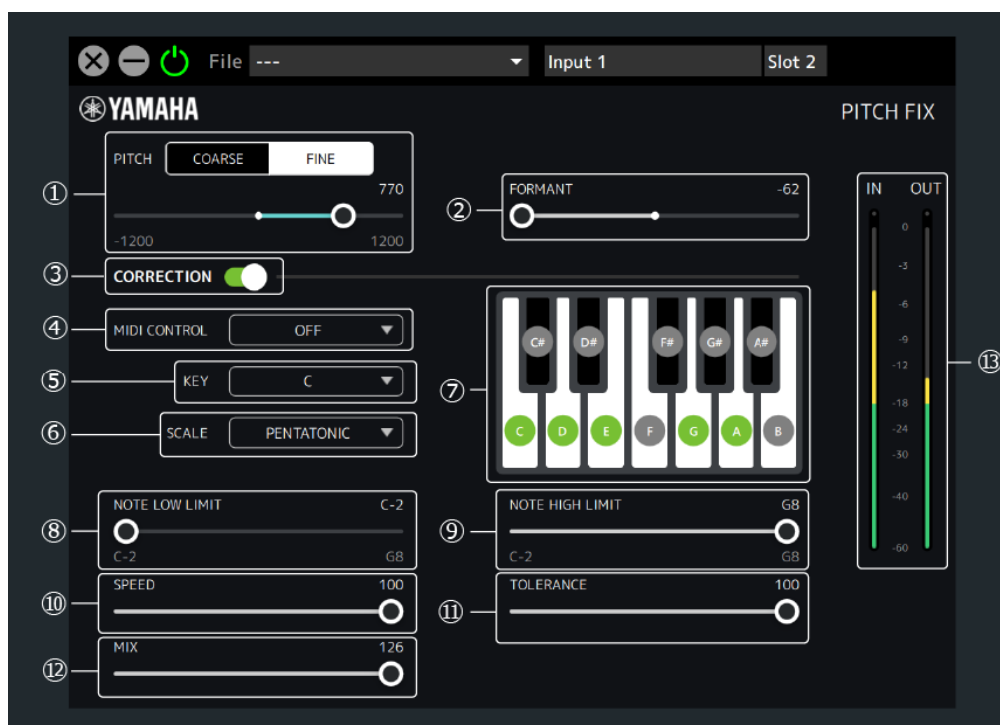 File --- Input 1 Slot 2
YAMAHA PITCH FIX
① PITCH COARSE FINE
770
-1200 1200
② FORMANT -62
③ CORRECTION
④ MIDI CONTROL OFF
⑤ KEY C
⑥ SCALE PENTATONIC
⑦
C# D# F# G# A#
C D E F G A B
⑧ NOTE LOW LIMIT C-2
C-2 G8
⑨ NOTE HIGH LIMIT G8
C-2 G8
⑩ SPEED 100
⑪ TOLERANCE 100
⑫ MIX 126
IN OUT
0
-3
-6
-9
-12
-18
-24
-30
-40
-60
⑬